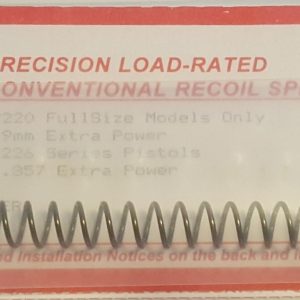 RECISION LOAD-RATED
ONVENTIONAL RECOIL SP
220 FullSize Models Only
9mm Extra Power
226 Series Pistols
.357 Extra Power
ER
d Installation Notices on the back and i